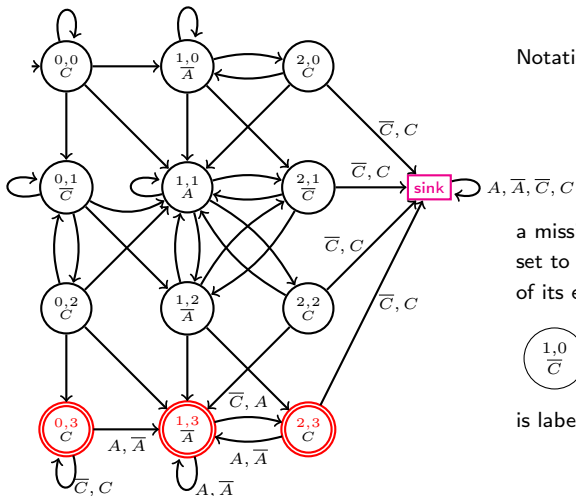 0,0
C
1,0
A̅
2,0
C
Notati
C̅, C
0,1
C̅
1,1
A
2,1
C̅
C̅, C
sink
A, A̅, C̅, C
a miss
set to
of its e
C̅, C
0,2
C
1,2
A̅
2,2
C
C̅, C
1,0
C̅
C̅, A
0,3
C
A, A̅
1,3
A̅
A, A̅
2,3
C
is labe
C̅, C
A, A̅